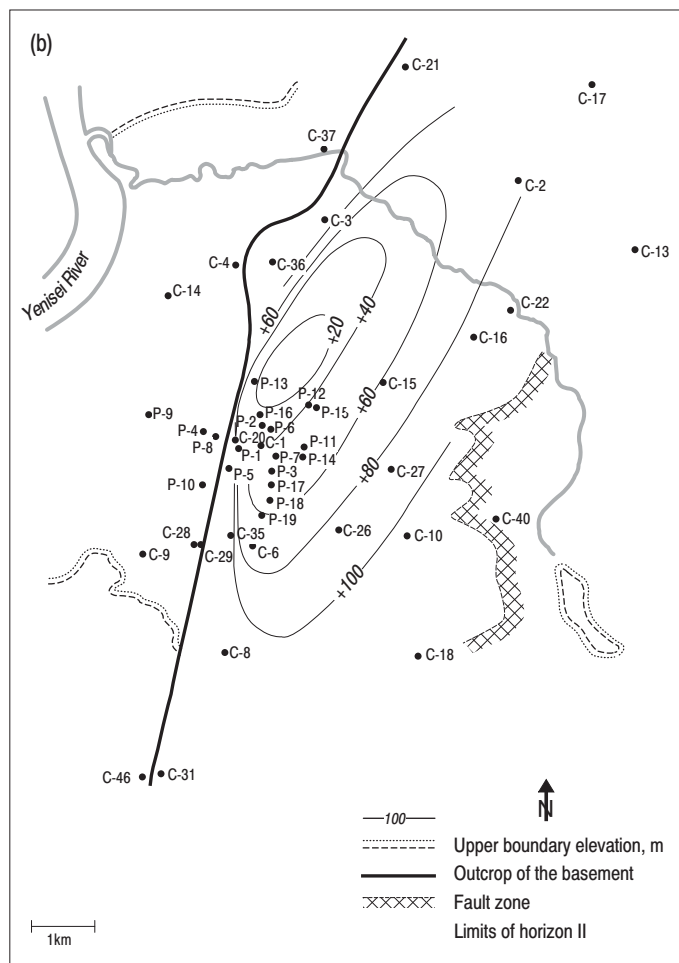 (b)
C-21
C-17
C-37
C-2
C-3
C-13
C-4
C-36
Yenisei River
C-14
+60
+40
C-22
+20
C-16
P-13
C-15
P-12
P-9
P-16
P-15
P-2
+60
P-4
P-6
C-20
C-1
P-11
P-8
P-1
P-7
P-14
P-5
P-3
+80
C-27
P-10
P-17
P-18
P-19
C-40
C-28
C-35
C-26
C-10
C-9
C-29
C-6
+100
C-8
C-18
C-46
C-31
N
100
Upper boundary elevation, m
Outcrop of the basement
Fault zone
Limits of horizon II
1km